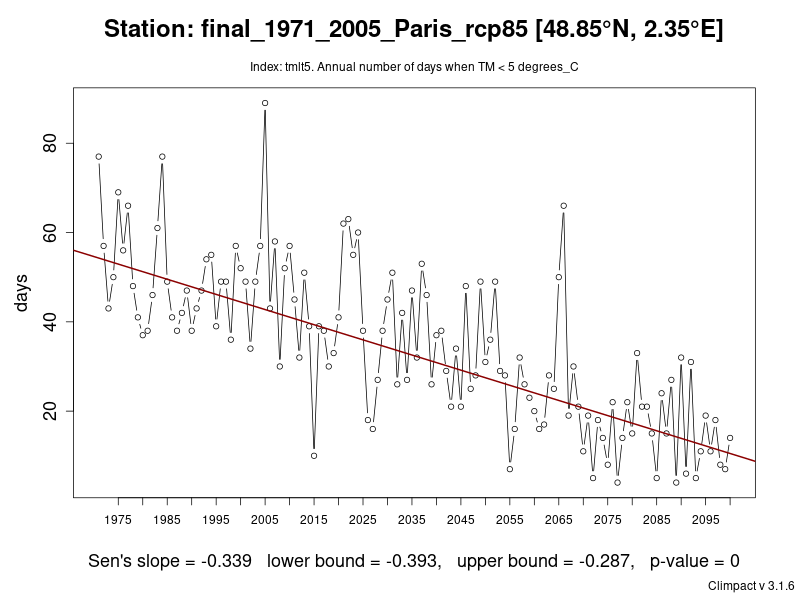 Station: final_1971_2005_Paris_rcp85 [48.85°N, 2.35°E]
Index: tmlt5. Annual number of days when TM < 5 degrees_C
days
80
60
40
20
1975 1985 1995 2005 2015 2025 2035 2045 2055 2065 2075 2085 2095
Sen's slope = -0.339 lower bound = -0.393, upper bound = -0.287, p-value = 0
Climpact v 3.1.6